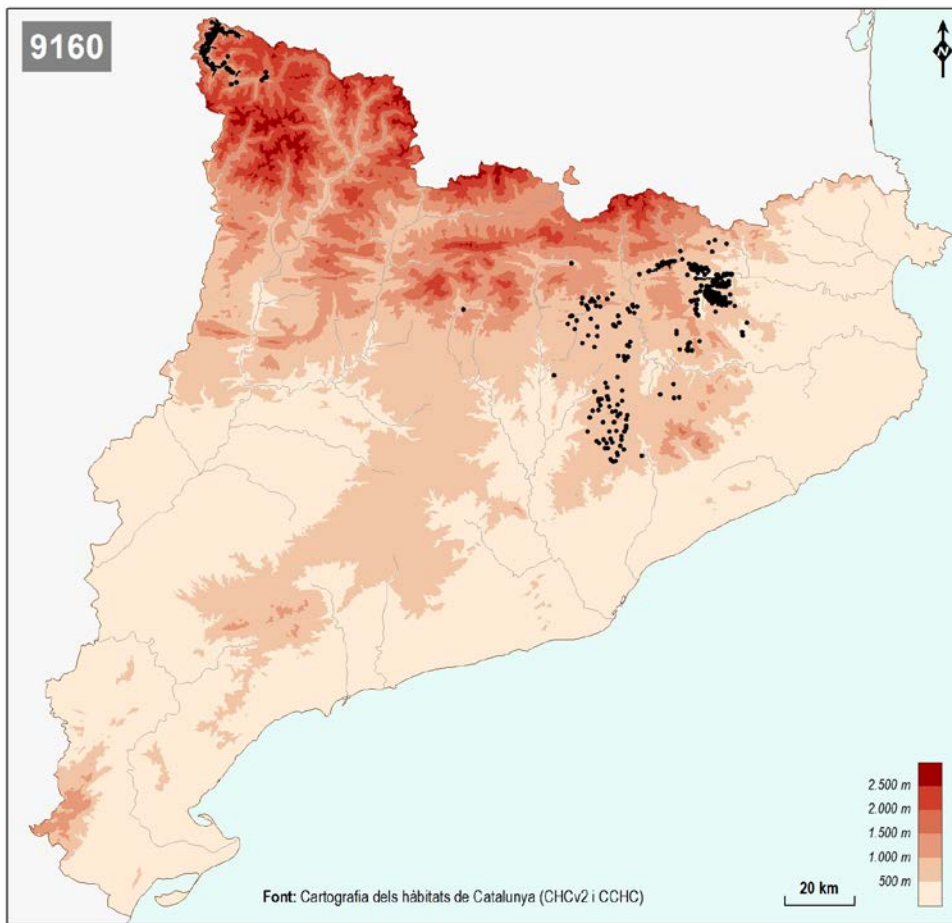 9160
N
2.500 m
2.000 m
1.500 m
1.000 m
500 m
Font: Cartografia dels hàbitats de Catalunya (CHCv2 i CCHC)
20 km